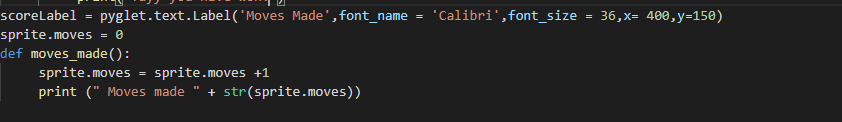 scoreLabel = pyglet.text.Label('Moves Made',font_name = 'Calibri',font_size = 36,x= 400,y=150)
sprite.moves = 0
def moves_made():
    sprite.moves = sprite.moves +1
    print (" Moves made " + str(sprite.moves))